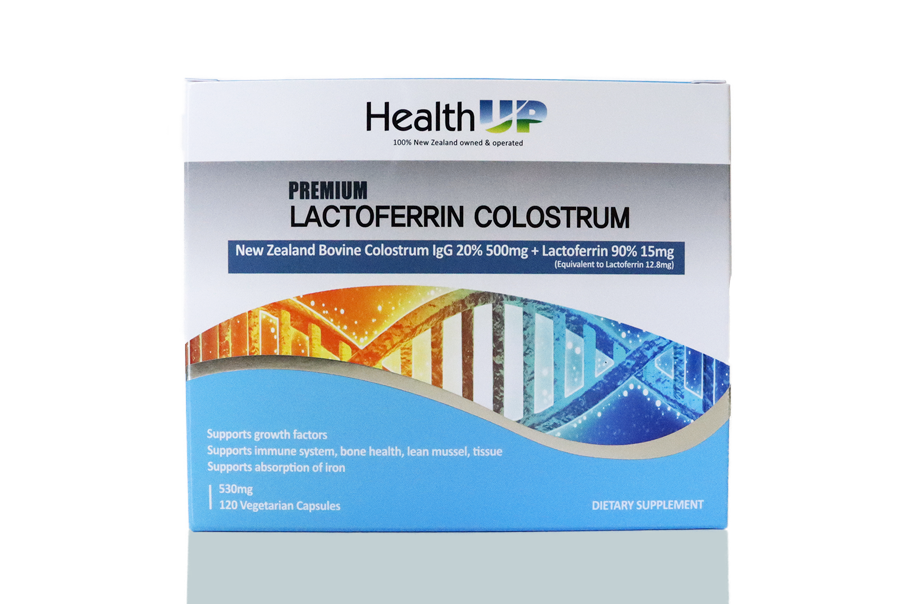 HealthUP
100% New Zealand owned & operated
PREMIUM
LACTOFERRIN COLOSTRUM
New Zealand Bovine Colostrum IgG 20% 500mg + Lactoferrin 90% 15mg
(Equivalent to Lactoferrin 12.8mg)
Supports growth factors
Supports immune system, bone health, lean mussel, tissue
Supports absorption of iron
530mg
120 Vegetarian Capsules
DIETARY SUPPLEMENT